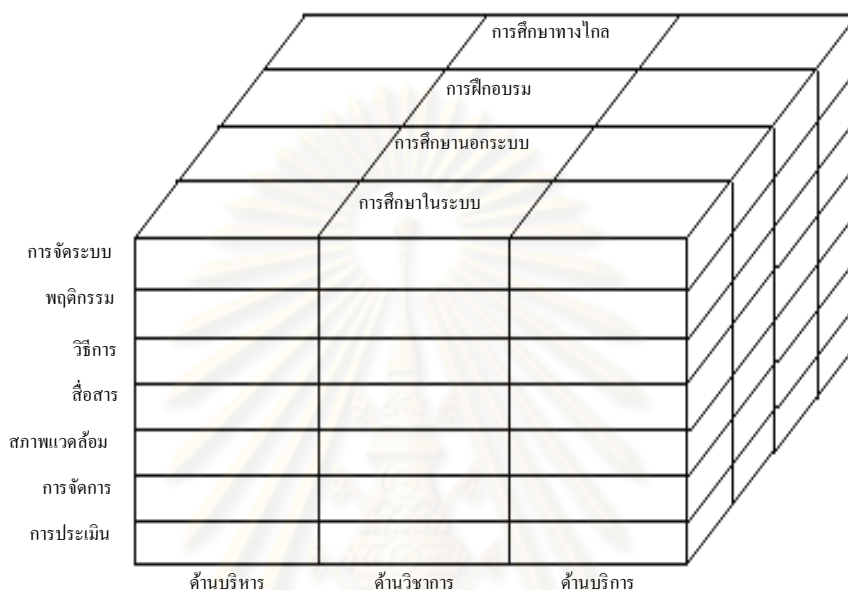 การศึกษาทางไกล
การฝึกอบรม
การศึกษานอกระบบ
การศึกษาในระบบ
การจัดระบบ
พฤติกรรม
วิธีการ
สื่อสาร
สภาพแวดล้อม
การจัดการ
การประเมิน
ด้านบริหาร ด้านวิชาการ ด้านบริการ